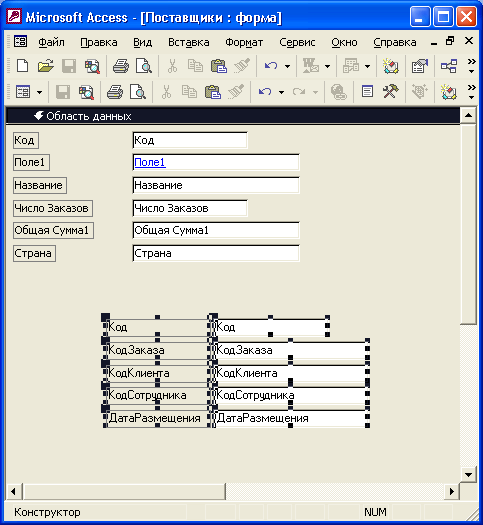 Microsoft Access - [Поставщики : форма]
Файл Правка Вид Вставка Формат Сервис Окно Справка
Область данных
Код Код
Поле1 Поле1
Название Название
Число Заказов Число Заказов
Общая Сумма1 Общая Сумма1
Страна Страна
Код Код
КодЗаказа КодЗаказа
КодКлиента КодКлиента
КодСотрудника КодСотрудника
ДатаРазмещения ДатаРазмещения
Конструктор NUM